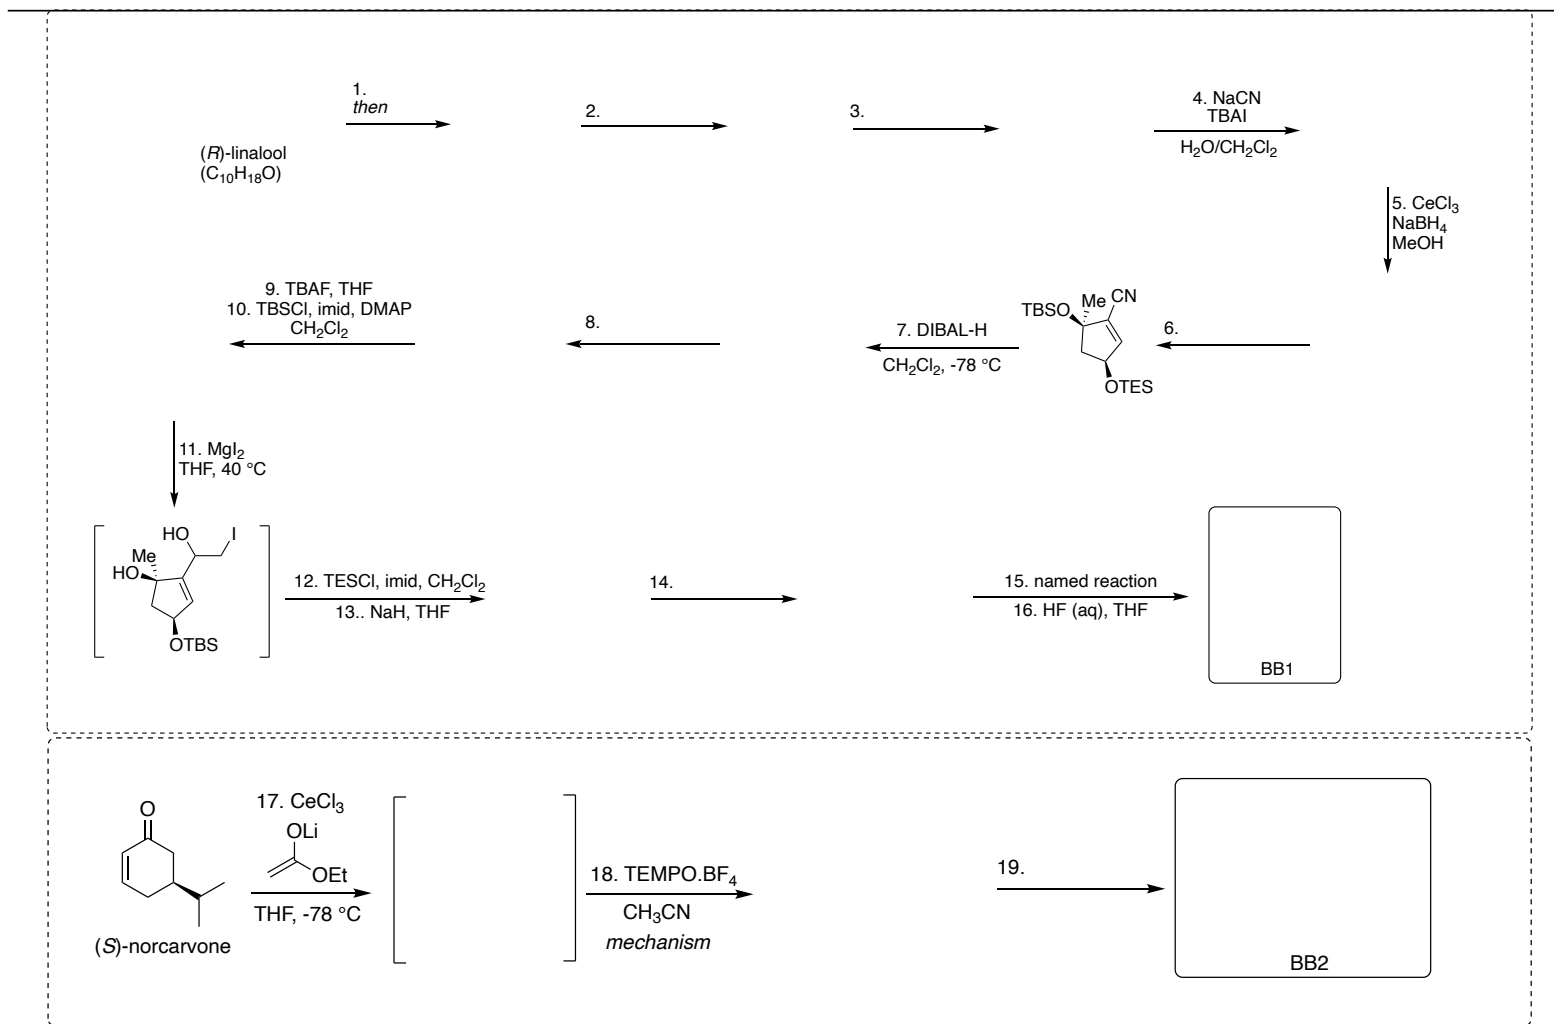 1.
then
(R)-linalool
(C10H18O)
2.
3.
4. NaCN
TBAI
H2O/CH2Cl2
5. CeCl3
NaBH4
MeOH
6.
TBSO
Me
CN
OTES
7. DIBAL-H
CH2Cl2, -78 °C
8.
9. TBAF, THF
10. TBSCl, imid, DMAP
CH2Cl2
11. MgI2
THF, 40 °C
HO
I
Me
HO
OTBS
12. TESCl, imid, CH2Cl2
13.. NaH, THF
14.
15. named reaction
16. HF (aq), THF
BB1
O
(S)-norcarvone
17. CeCl3
OLi
OEt
THF, -78 °C
18. TEMPO.BF4
CH3CN
mechanism
19.
BB2